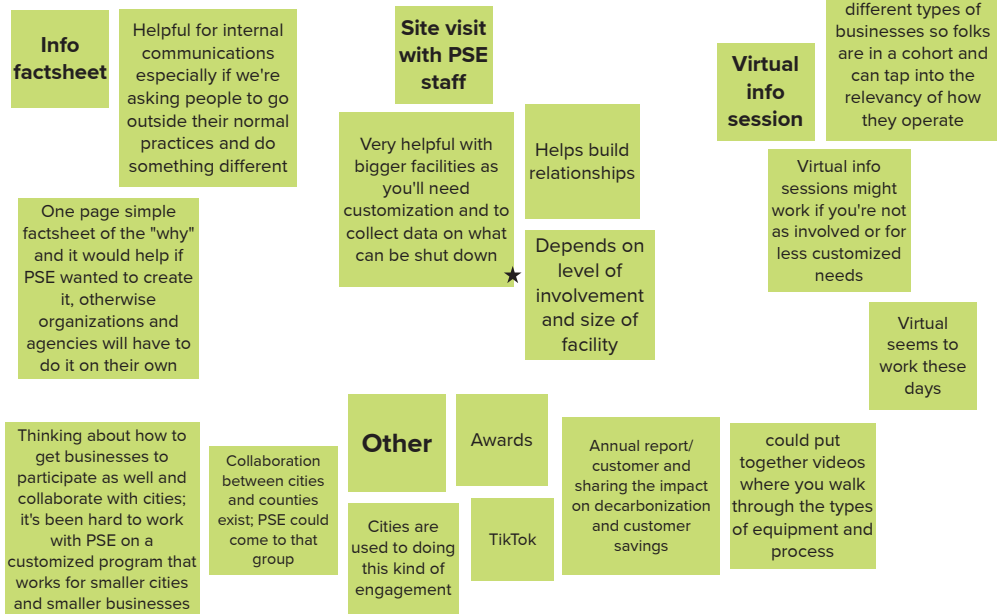 Info
factsheet
Helpful for internal
communications
especially if we're
asking people to go
outside their normal
practices and do
something different
One page simple
factsheet of the "why"
and it would help if
PSE wanted to create
it, otherwise
organizations and
agencies will have to
do it on their own
Site visit
with PSE
staff
Very helpful with
bigger facilities as
you'll need
customization and to
collect data on what
can be shut down
Helps build
relationships
Depends on
level of
involvement
and size of
facility
Virtual
info
session
different types of
businesses so folks
are in a cohort and
can tap into the
relevancy of how
they operate
Virtual info
sessions might
work if you're not
as involved or for
less customized
needs
Virtual
seems to
work these
days
Thinking about how to
get businesses to
participate as well and
collaborate with cities;
it's been hard to work
with PSE on a
customized program that
works for smaller cities
and smaller businesses
Collaboration
between cities
and counties
exist; PSE could
come to that
group
Other
Awards
Cities are
used to doing
this kind of
engagement
TikTok
Annual report/
customer and
sharing the impact
on decarbonization
and customer
savings
could put
together videos
where you walk
through the types
of equipment and
process